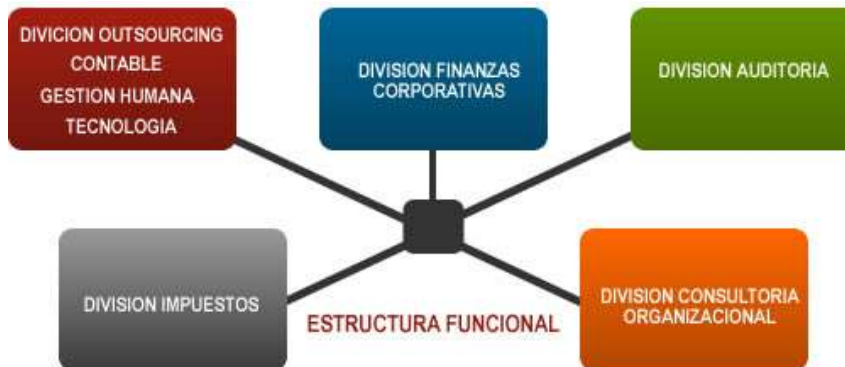 DIVICION OUTSOURCING
CONTABLE
GESTION HUMANA
TECNOLOGIA
DIVISION FINANZAS
CORPORATIVAS
DIVISION AUDITORIA
DIVISION IMPUESTOS
ESTRUCTURA FUNCIONAL
DIVISION CONSULTORIA
ORGANIZACIONAL